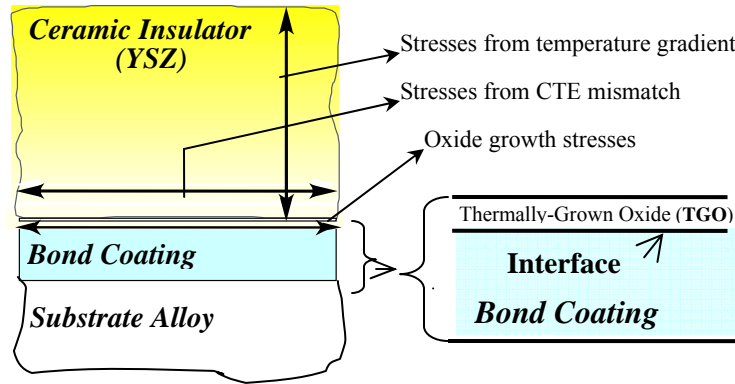 Ceramic Insulator
(YSZ)
Stresses from temperature gradient
Stresses from CTE mismatch
Oxide growth stresses
Bond Coating
Substrate Alloy
Thermally-Grown Oxide (TGO)
Interface
Bond Coating